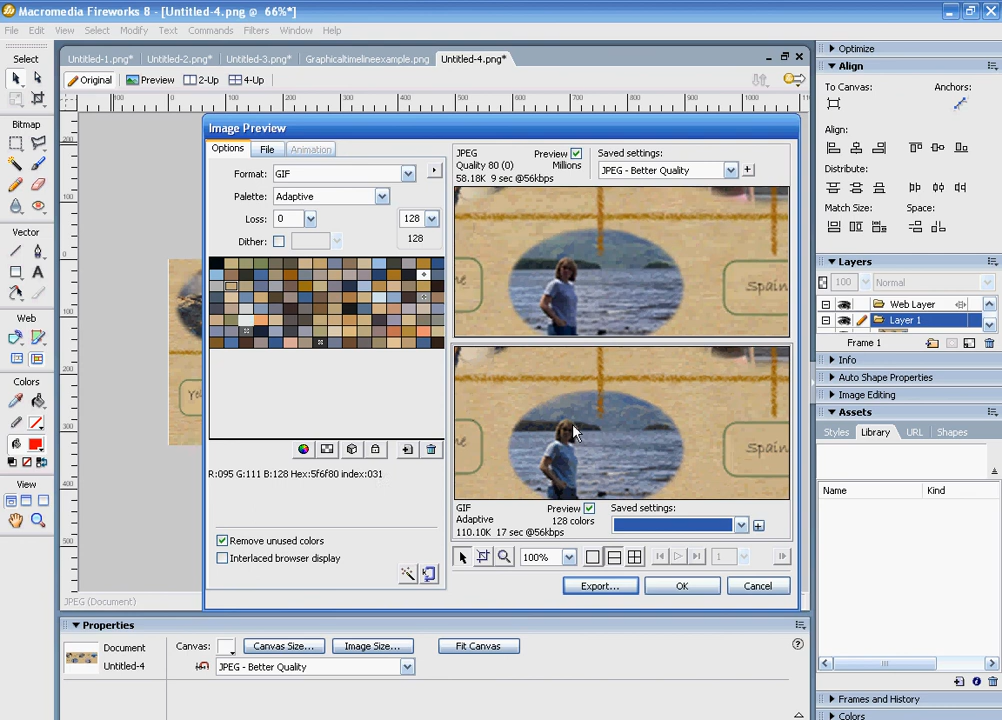 Macromedia Fireworks 8 - [Untitled-4.png @ 66%*]
File Edit View Select Modify Text Commands Filters Window Help
Untitled-1.png* Untitled-2.png* Untitled-3.png* Graphicaltimelineexample.png Untitled-4.png*
Original Preview 2-Up 4-Up
Select
Bitmap
Vector
Web
Colors
View
Image Preview
Options File Animation
Format: GIF
Palette: Adaptive
Loss: 0 128
Dither: 128
R:095 G:111 B:128 Hex:5f6f80 index:031
Remove unused colors
Interlaced browser display
JPEG Preview Saved settings:
Quality 80 (0) Millions JPEG - Better Quality
58.18K 9 sec @56kbps
Spain
Spain
GIF Preview Saved settings:
Adaptive 128 colors
110.10K 17 sec @56kbps
100% 1
Export... OK Cancel
JPEG (Document)
Properties
Document Canvas: Canvas Size... Image Size... Fit Canvas
Untitled-4 JPEG - Better Quality
Optimize
Align
To Canvas: Anchors:
Align:
Distribute:
Match Size: Space:
Layers
100 Normal
Web Layer
Layer 1
Frame 1
Info
Auto Shape Properties
Image Editing
Assets
Styles Library URL Shapes
Name Kind
Frames and History
Colors